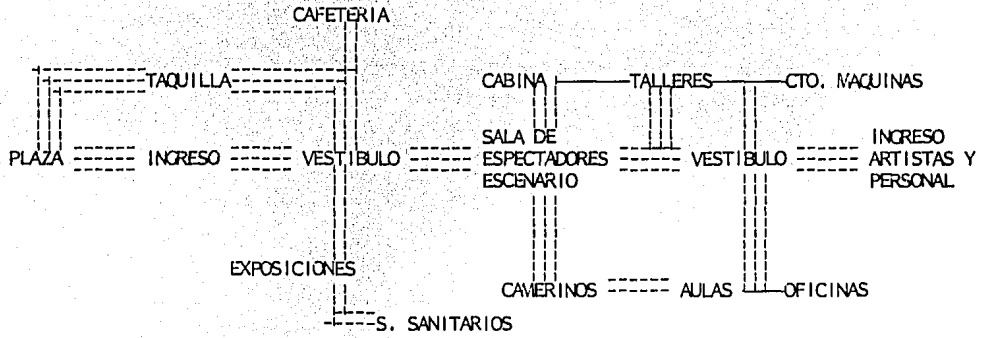 CAFETERIA
TAQUILLA CABINA TALLERES CTO. MAQUINAS
PLAZA INGRESO VESTIBULO SALA DE ESPECTADORES ESCENARIO VESTIBULO INGRESO ARTISTAS Y PERSONAL
EXPOSICIONES
CAMERINOS AULAS OFICINAS
S. SANITARIOS